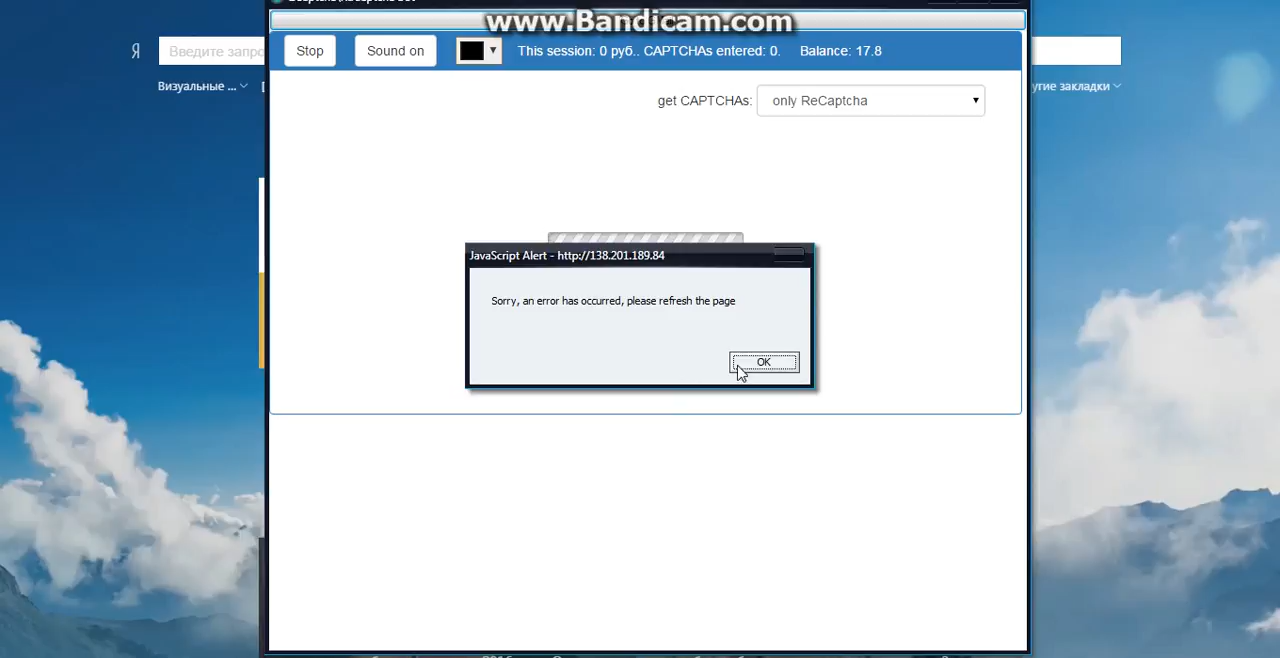 www.Bandicam.com
Я
Введите запро
Stop
Sound on
This session: 0 руб.. CAPTCHAs entered: 0.
Balance: 17.8
Визуальные ...
угие закладки
get CAPTCHAs:
only ReCaptcha
JavaScript Alert - http://138.201.189.84
Sorry, an error has occurred, please refresh the page
OK